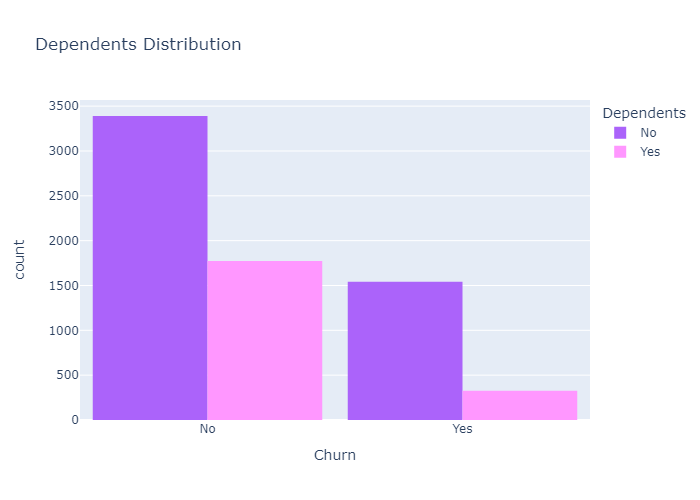 Dependents Distribution
3500
3000
2500
2000
1500
1000
500
0
count
No
Yes
Churn
Dependents
No
Yes